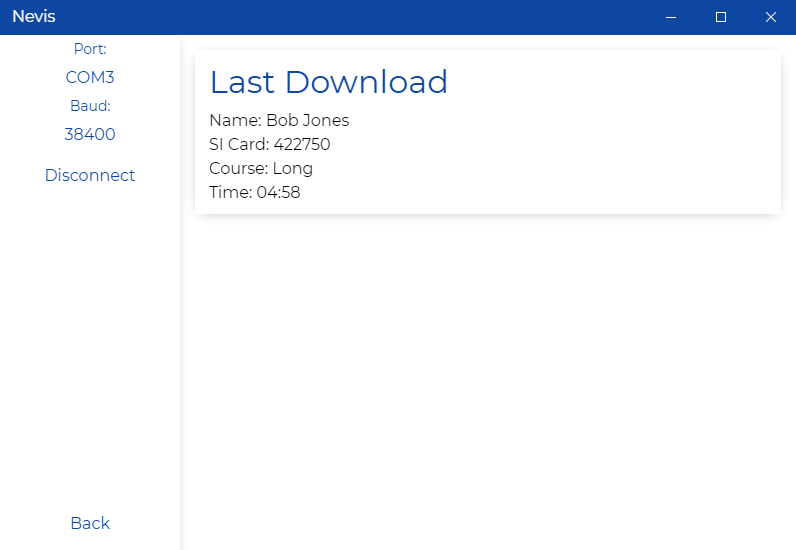 Nevis
Port:
COM3
Baud:
38400
Disconnect
Back
Last Download
Name: Bob Jones
SI Card: 422750
Course: Long
Time: 04:58